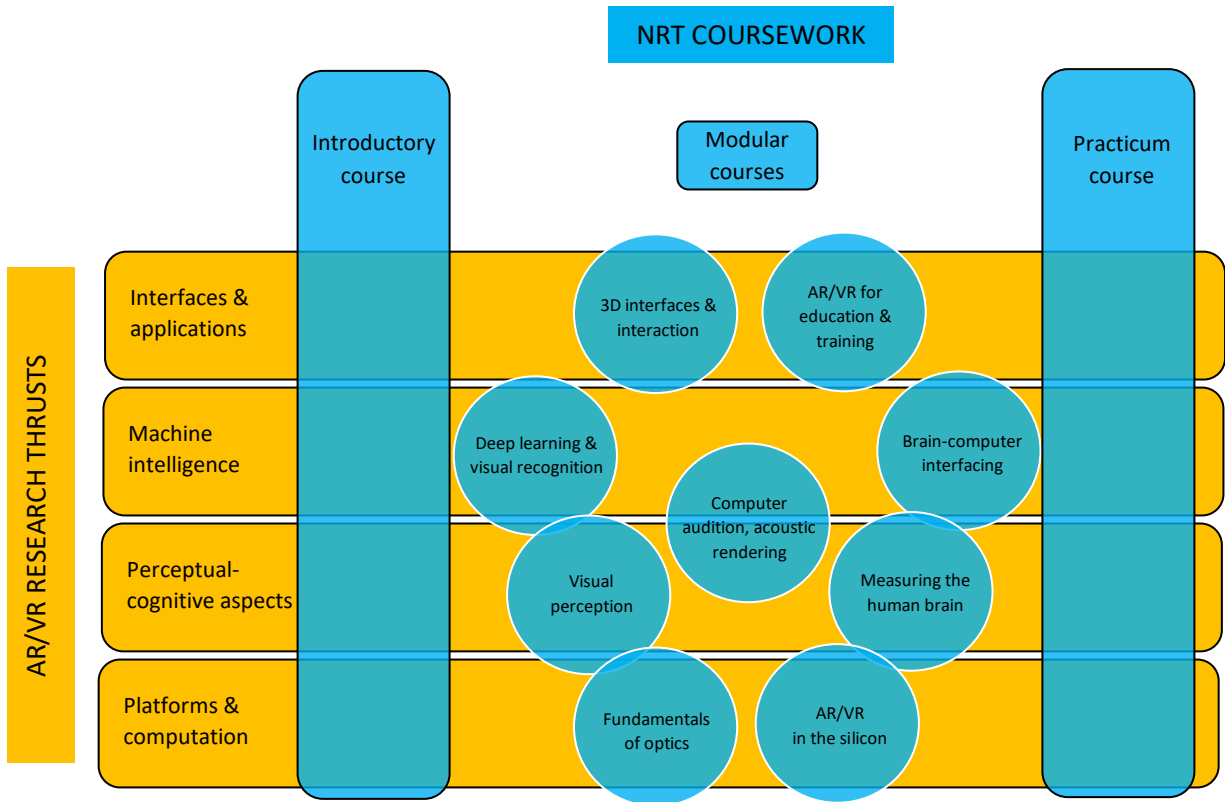 NRT COURSEWORK
Introductory
course
Modular
courses
Practicum
course
AR/VR RESEARCH THRUSTS
Interfaces &
applications
3D interfaces &
interaction
AR/VR for
education &
training
Machine
intelligence
Deep learning &
visual recognition
Brain-computer
interfacing
Computer
audition, acoustic
rendering
Perceptual-
cognitive aspects
Visual
perception
Measuring the
human brain
Platforms &
computation
Fundamentals
of optics
AR/VR
in the silicon